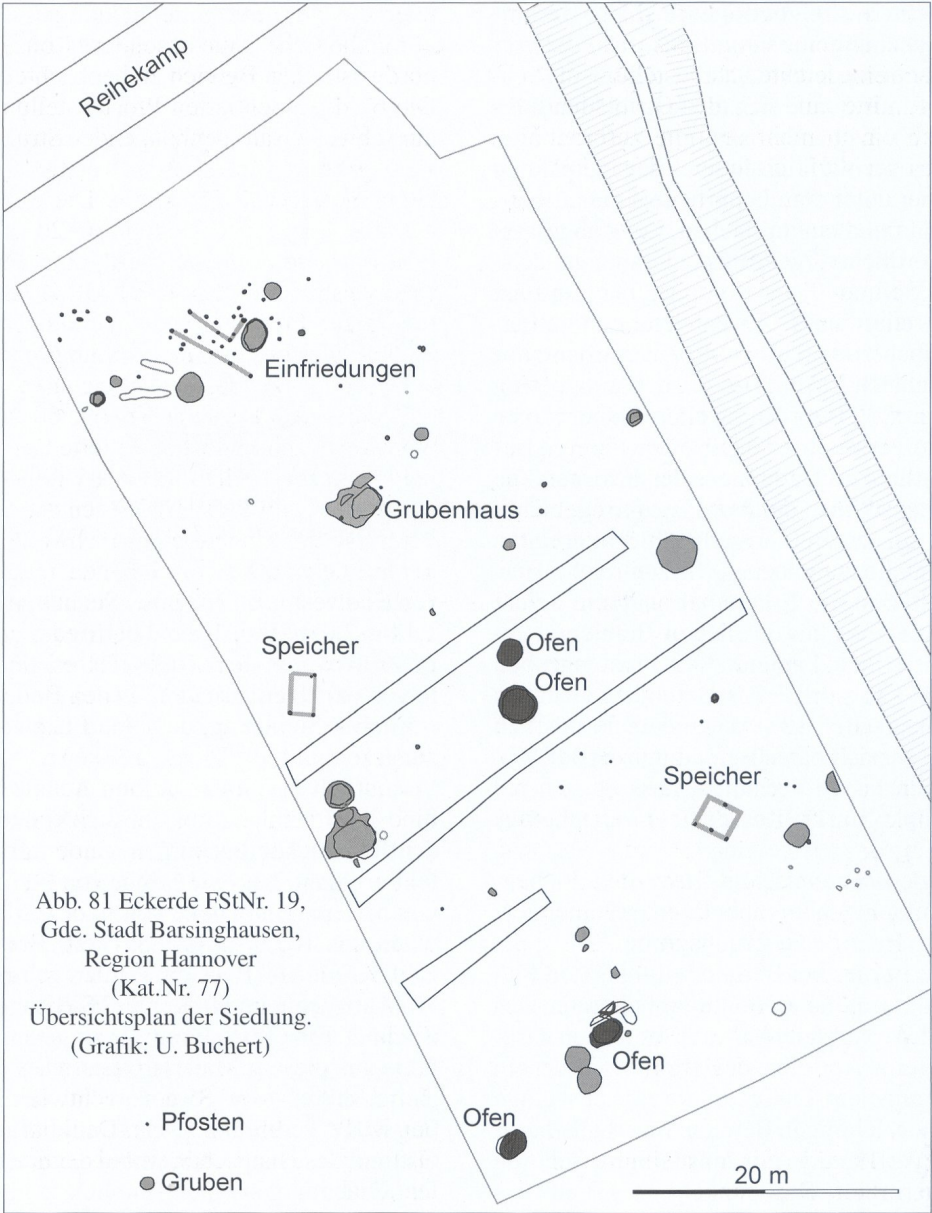 Reihekamp
Einfriedungen
Grubenhaus
Speicher
Ofen
Ofen
Speicher
Abb. 81 Eckerde FStNr. 19,
Gde. Stadt Barsinghausen,
Region Hannover
(Kat.Nr. 77)
Übersichtsplan der Siedlung.
(Grafik: U. Buchert)
Ofen
Ofen
Pfosten
Gruben
20 m